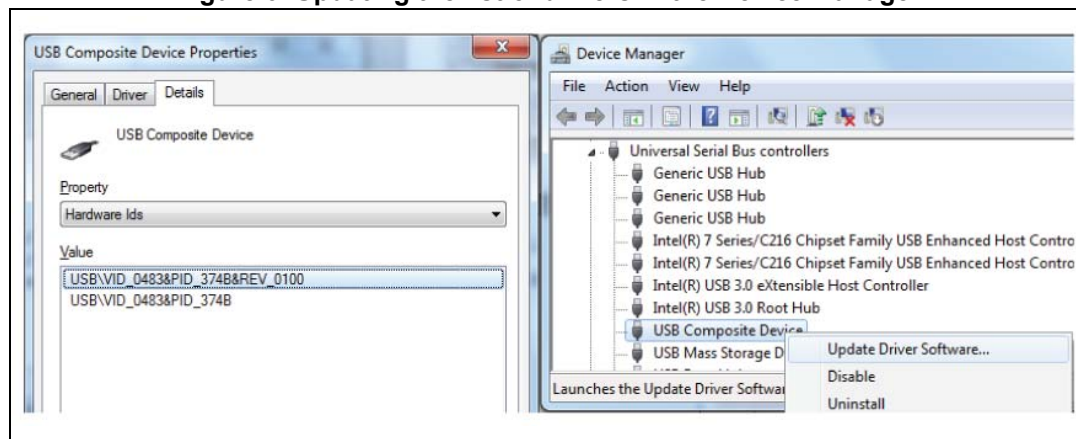 USB Composite Device Properties
General Driver Details
USB Composite Device
Property
Hardware Ids
Value
USB\VID_0483&PID_374B&REV_0100
USB\VID_0483&PID_374B
Device Manager
File Action View Help
Universal Serial Bus controllers
Generic USB Hub
Generic USB Hub
Generic USB Hub
Intel(R) 7 Series/C216 Chipset Family USB Enhanced Host Contro
Intel(R) 7 Series/C216 Chipset Family USB Enhanced Host Contro
Intel(R) USB 3.0 eXtensible Host Controller
Intel(R) USB 3.0 Root Hub
USB Composite Device
USB Mass Storage D
Launches the Update Driver Softwar
Update Driver Software...
Disable
Uninstall